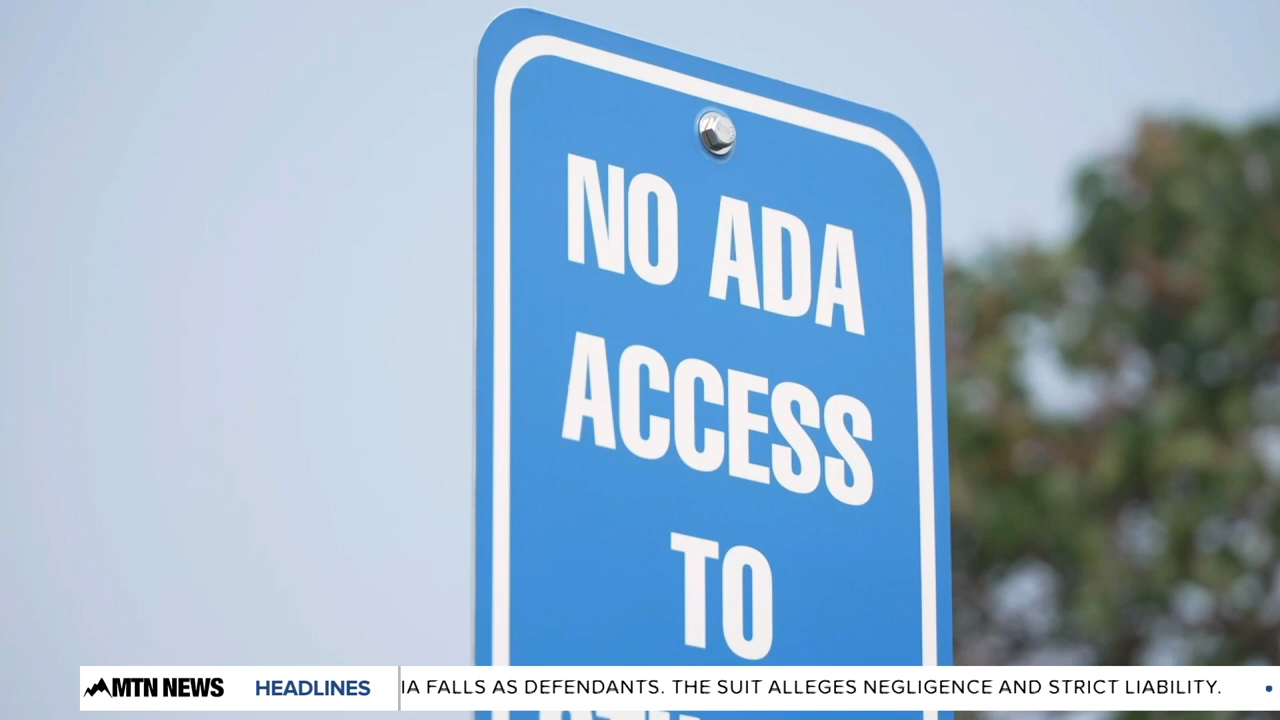 NO ADA
ACCESS
TO
MTN NEWS
HEADLINES
IA FALLS AS DEFENDANTS. THE SUIT ALLEGES NEGLIGENCE AND STRICT LIABILITY.